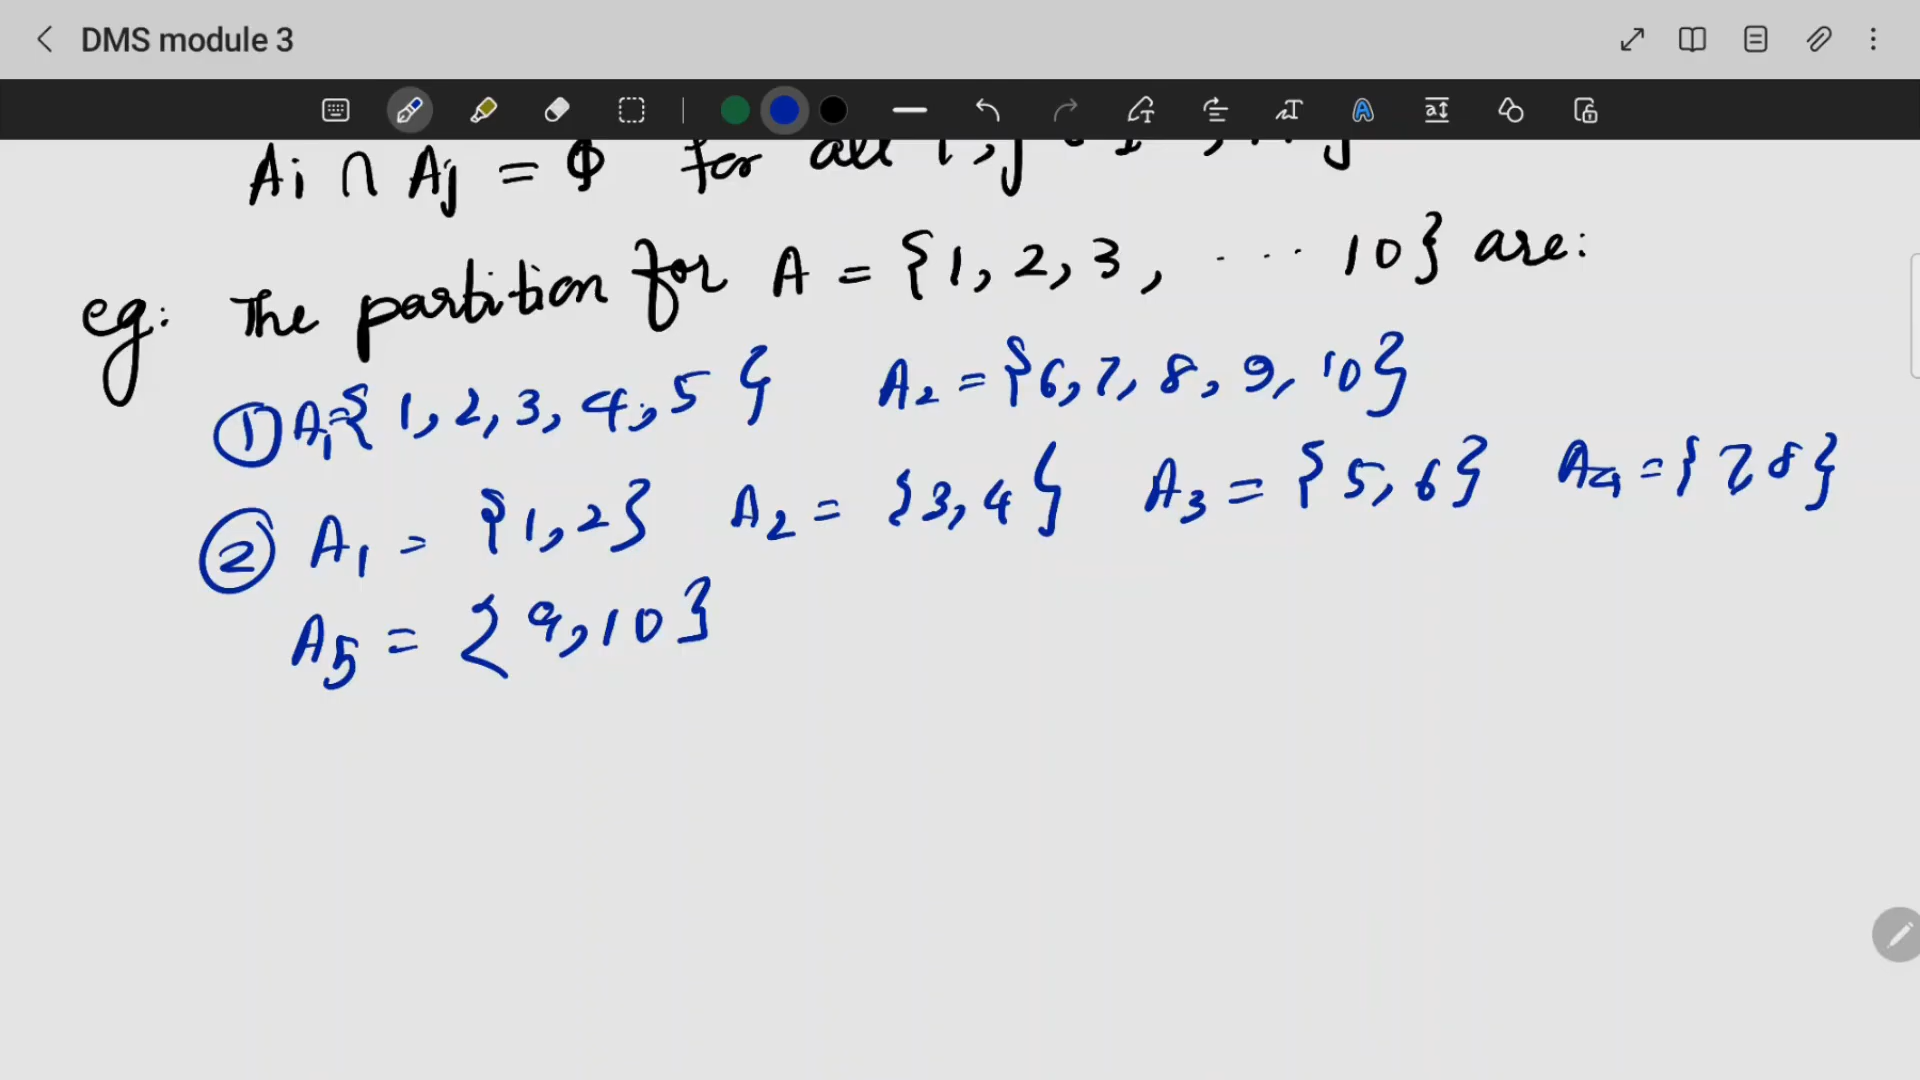 DMS module 3
Ai ∩ Aj = Φ for all i, j
eg: The partition for A = {1, 2, 3, ... 10} are:
① A₁={1, 2, 3, 4, 5} A₂ = {6, 7, 8, 9, 10}
② A₁ = {1, 2} A₂ = {3, 4} A₃ = {5, 6} A₄ = {7 8}
A₅ = {9, 10}